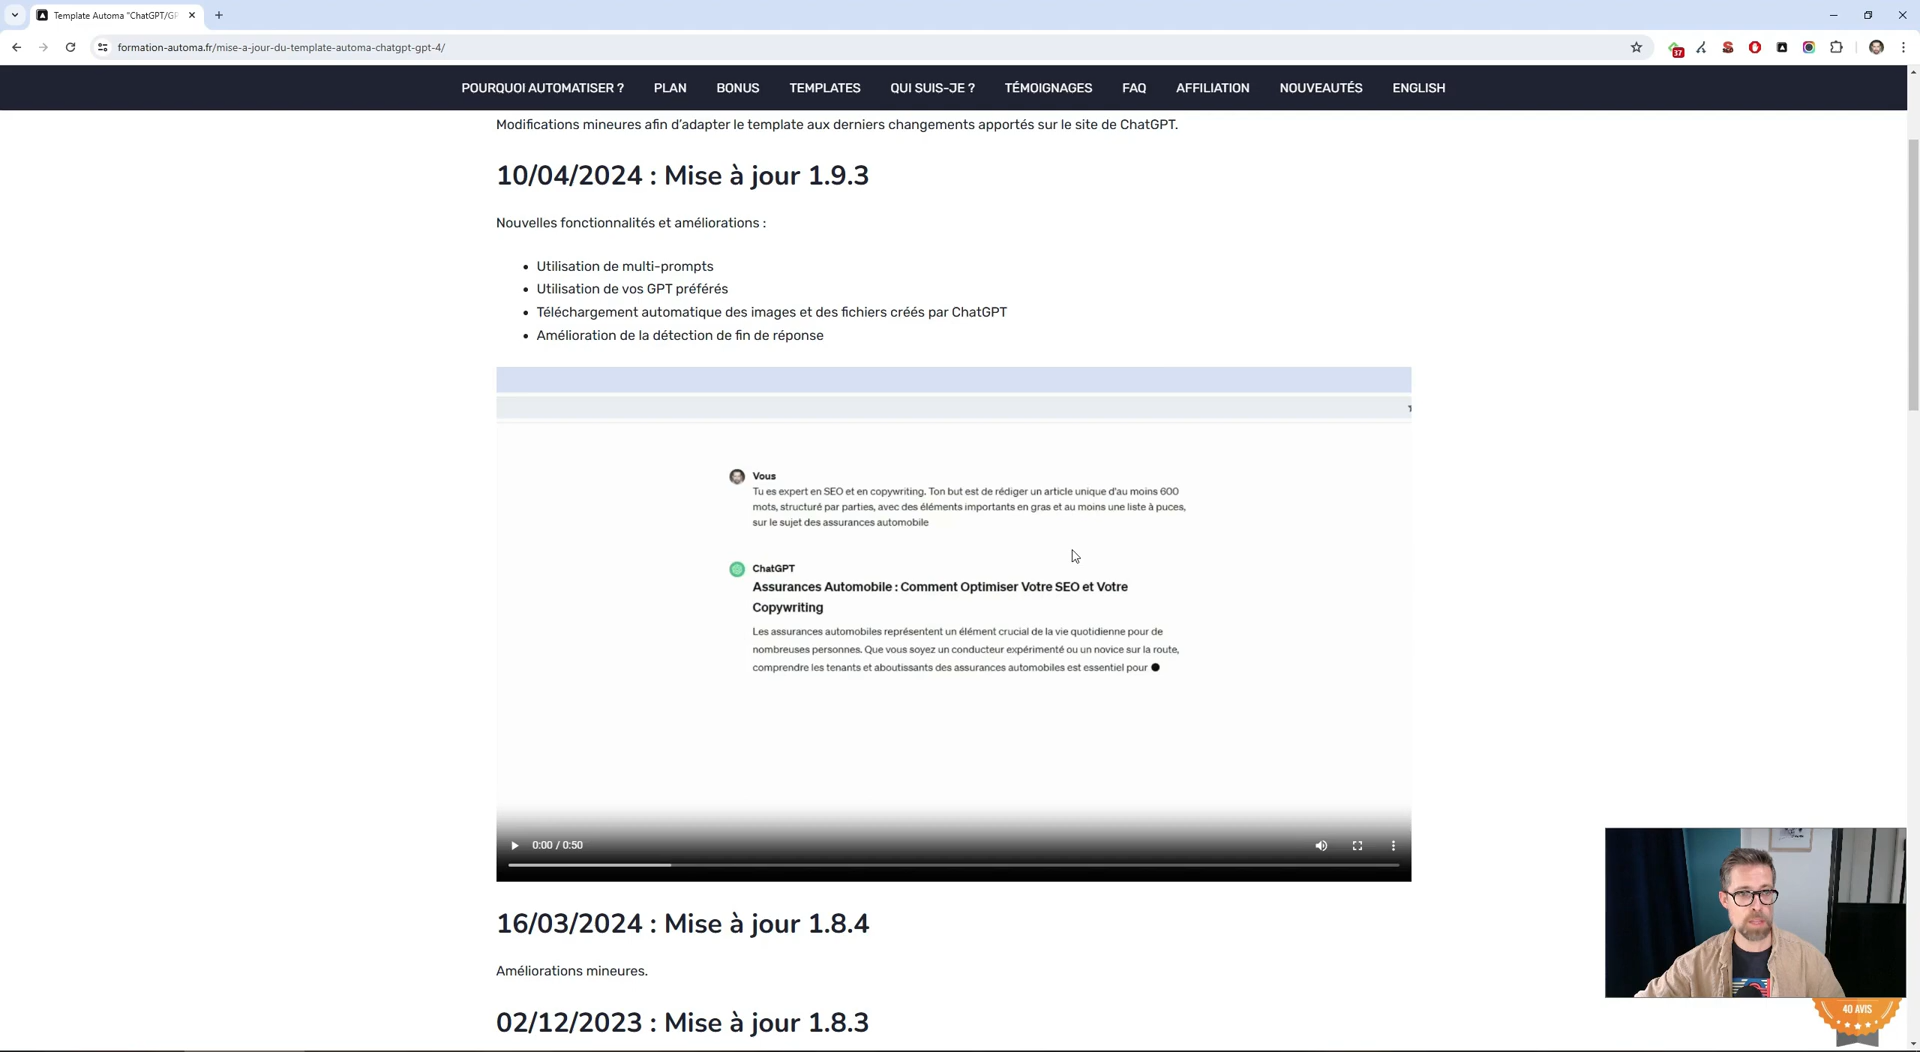 Template Automa "ChatGPT/GP
formation-automa.fr/mise-a-jour-du-template-automa-chatgpt-gpt-4/
37
POURQUOI AUTOMATISER ? PLAN BONUS TEMPLATES QUI SUIS-JE ? TÉMOIGNAGES FAQ AFFILIATION NOUVEAUTÉS ENGLISH
Modifications mineures afin d’adapter le template aux derniers changements apportés sur le site de ChatGPT.
10/04/2024 : Mise à jour 1.9.3
Nouvelles fonctionnalités et améliorations :
• Utilisation de multi-prompts
• Utilisation de vos GPT préférés
• Téléchargement automatique des images et des fichiers créés par ChatGPT
• Amélioration de la détection de fin de réponse
Vous
Tu es expert en SEO et en copywriting. Ton but est de rédiger un article unique d'au moins 600
mots, structuré par parties, avec des éléments importants en gras et au moins une liste à puces,
sur le sujet des assurances automobile
ChatGPT
Assurances Automobile : Comment Optimiser Votre SEO et Votre
Copywriting
Les assurances automobiles représentent un élément crucial de la vie quotidienne pour de
nombreuses personnes. Que vous soyez un conducteur expérimenté ou un novice sur la route,
comprendre les tenants et aboutissants des assurances automobiles est essentiel pour
0:00 / 0:50
16/03/2024 : Mise à jour 1.8.4
Améliorations mineures.
40 AVIS
02/12/2023 : Mise à jour 1.8.3